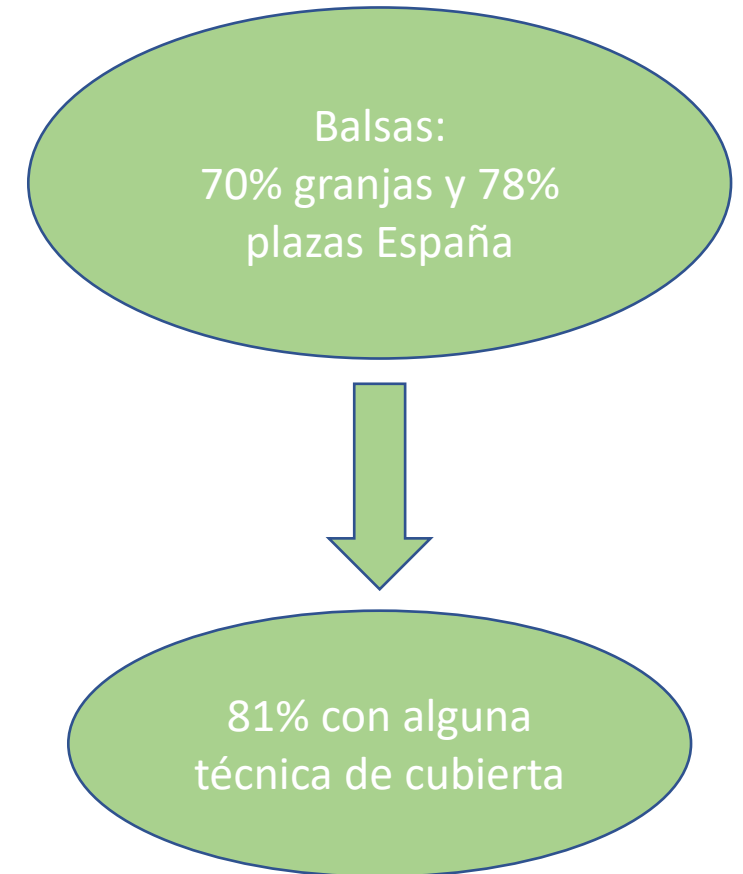 Balsas:
70% granjas y 78%
plazas España
81% con alguna
técnica de cubierta